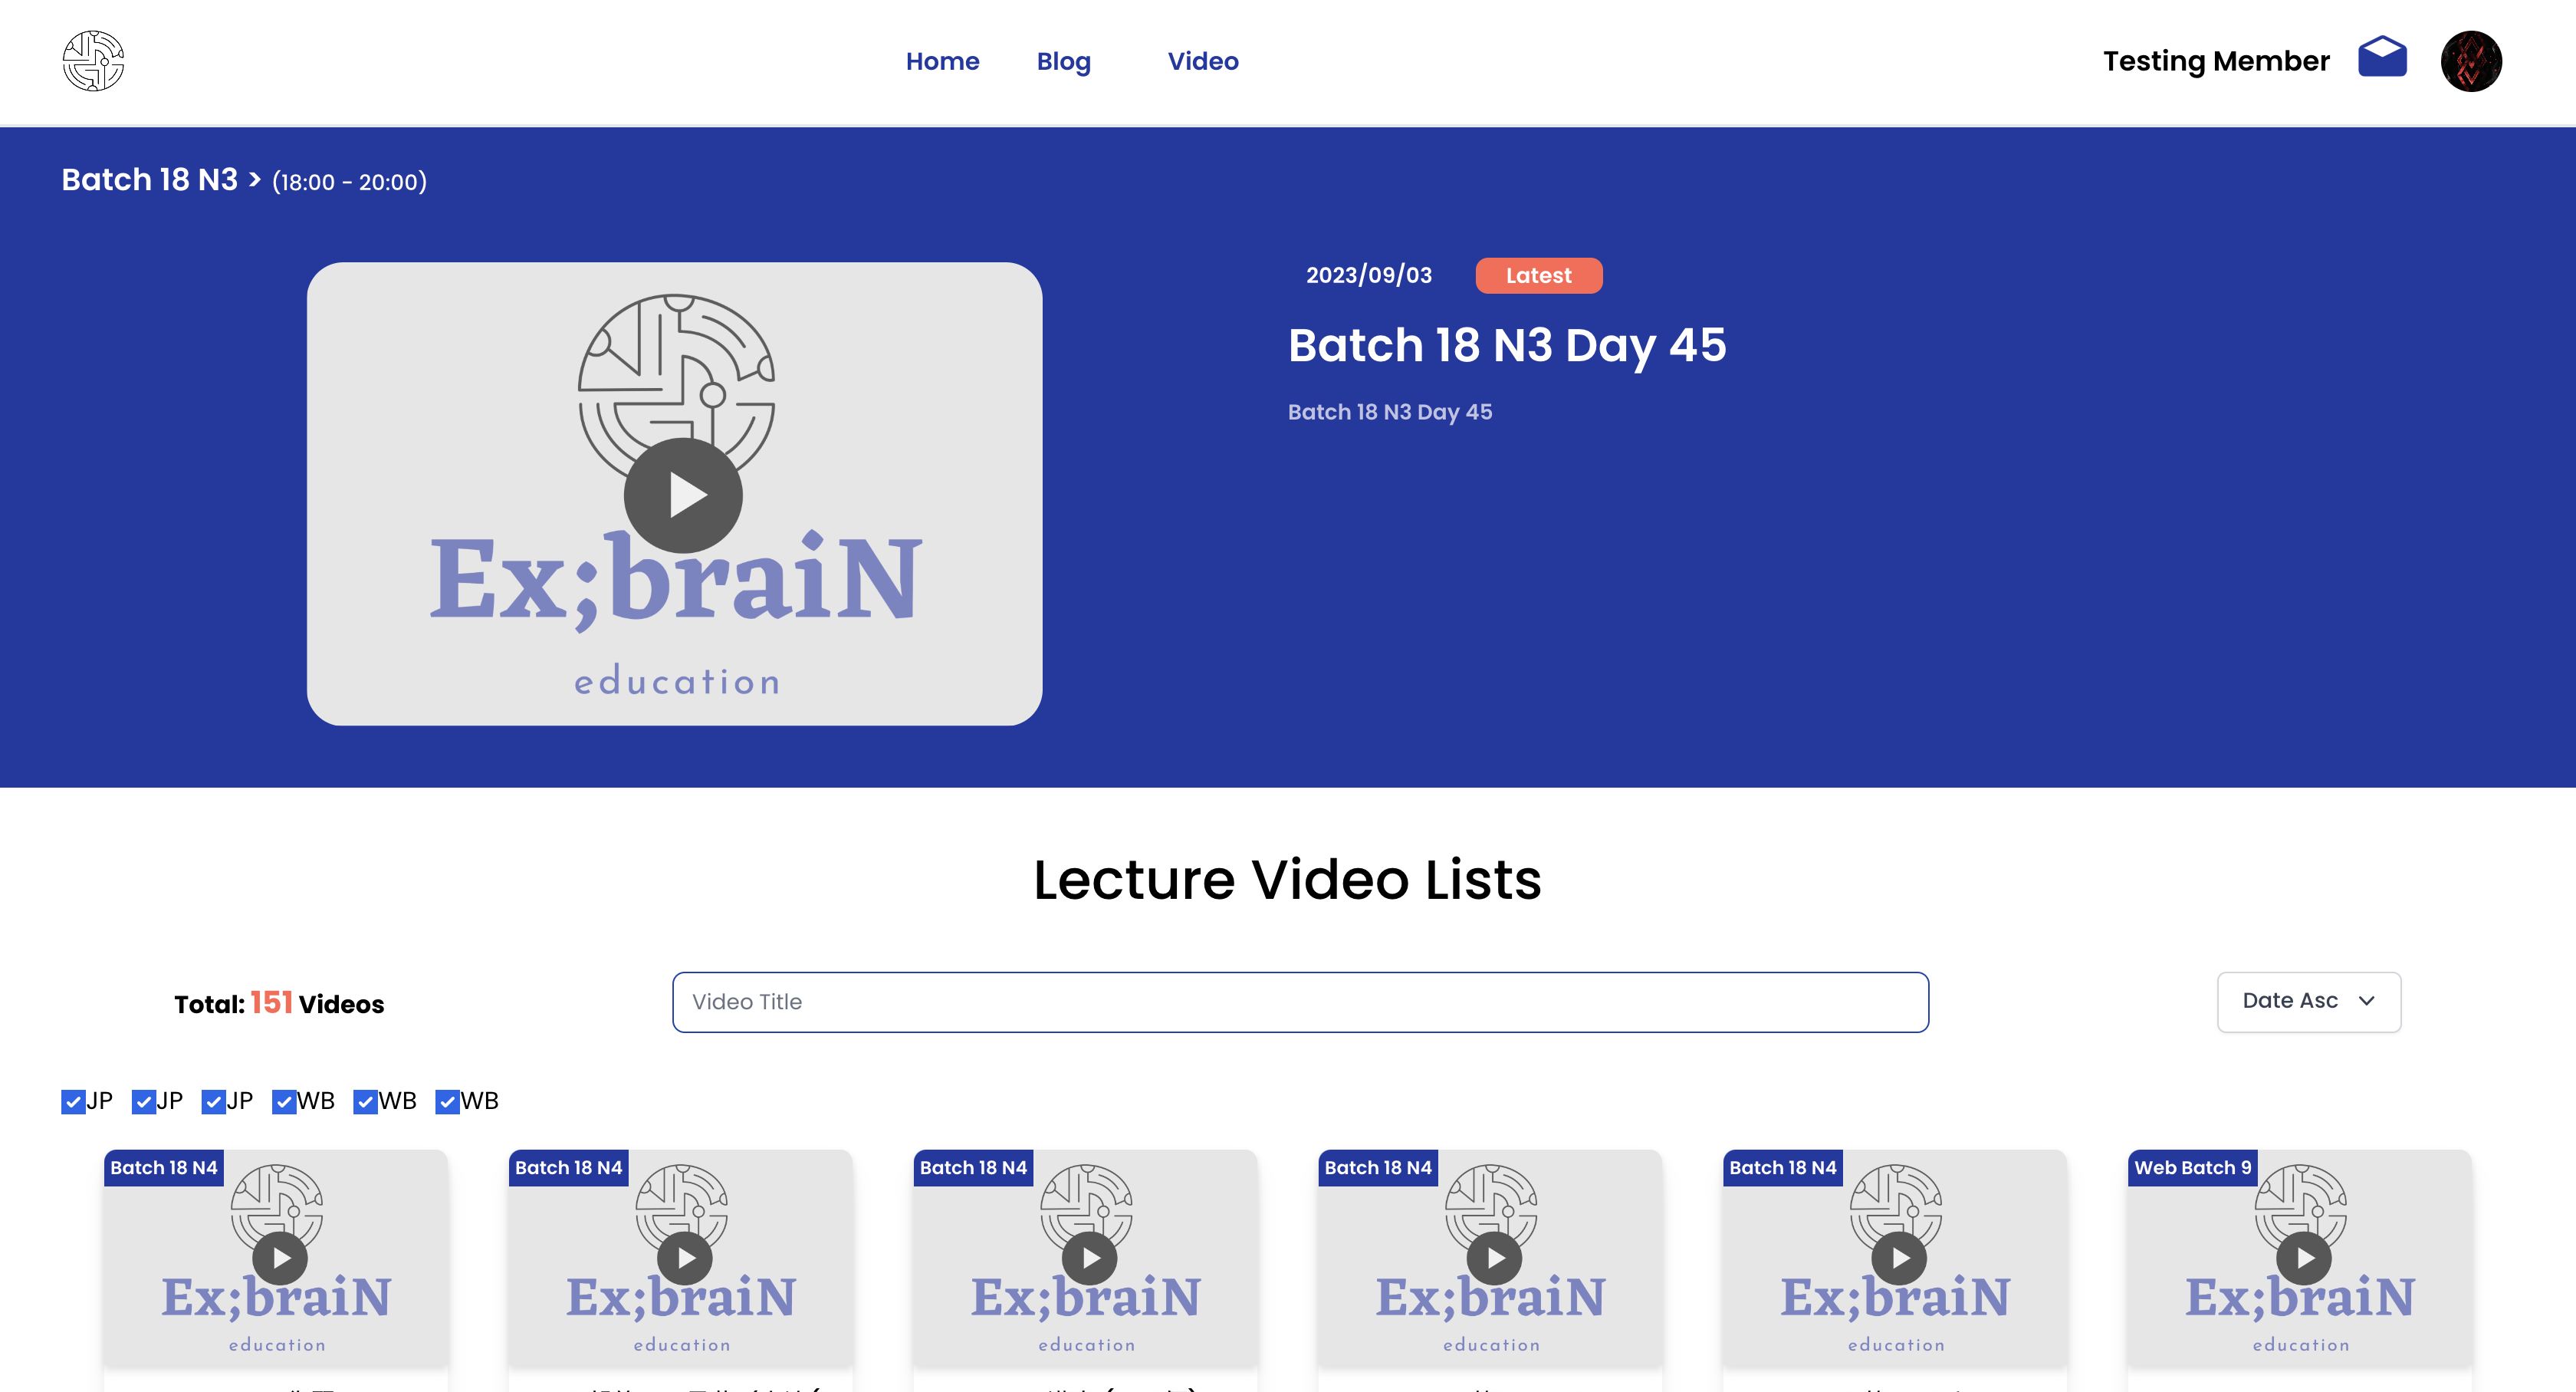 Home Blog Video Testing Member
Batch 18 N3 > (18:00 - 20:00)
2023/09/03 Latest
Batch 18 N3 Day 45
Batch 18 N3 Day 45
Ex;braiN
education
Lecture Video Lists
Total: 151 Videos
Video Title
Date Asc
JP JP JP WB WB WB
Batch 18 N4 Batch 18 N4 Batch 18 N4 Batch 18 N4 Batch 18 N4 Web Batch 9
Ex;braiN Ex;braiN Ex;braiN Ex;braiN Ex;braiN Ex;braiN
education education education education education education